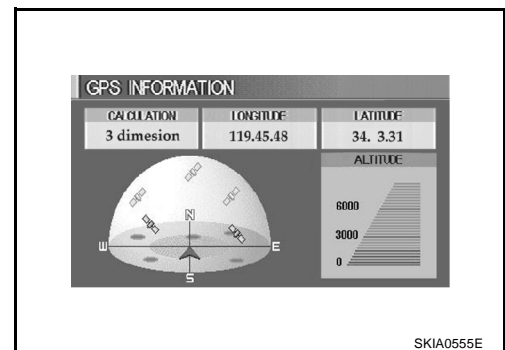 GPS INFORMATION
CALCULATION LONGITUDE LATITUDE
3 dimesion 119.45.48 34. 3.31
ALTITUDE
6000
N
3000
W E
0
S
SKIA0555E